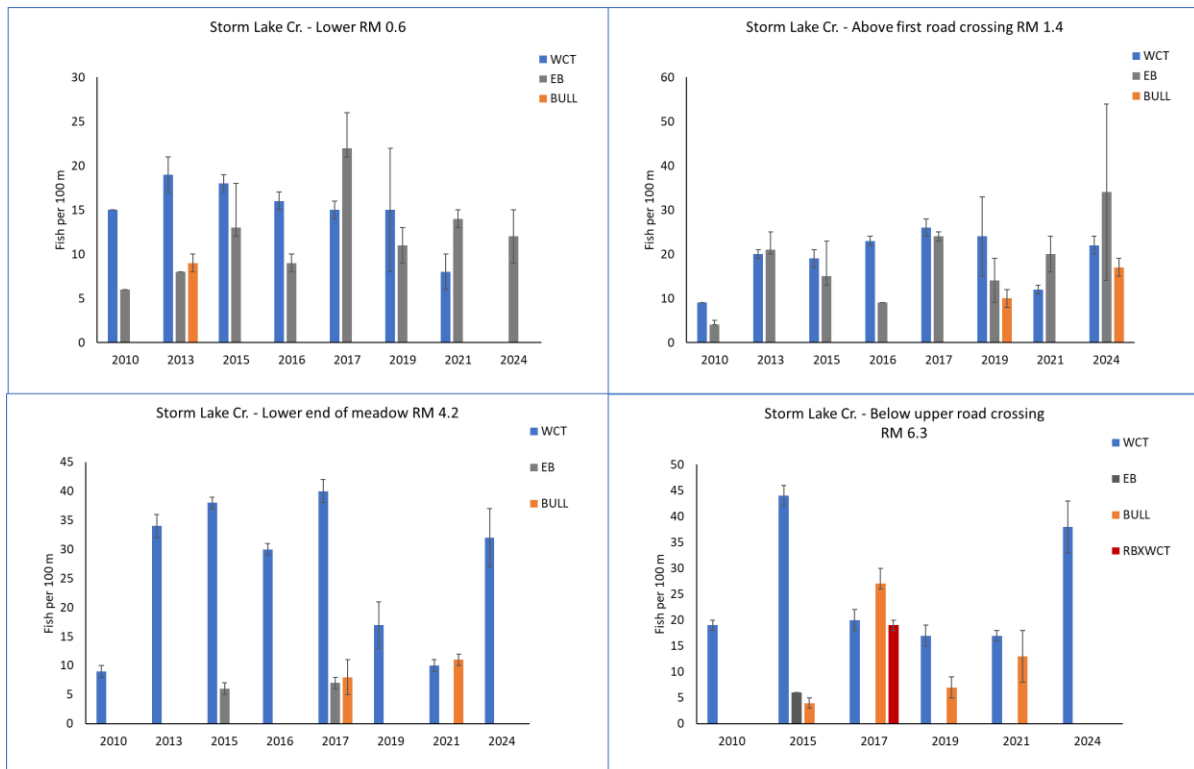 Storm Lake Cr. - Lower RM 0.6
WCT
EB
BULL
Fish per 100 m
30
25
20
15
10
5
0
2010 2013 2015 2016 2017 2019 2021 2024
Storm Lake Cr. - Above first road crossing RM 1.4
WCT
EB
BULL
Fish per 100 m
60
50
40
30
20
10
0
2010 2013 2015 2016 2017 2019 2021 2024
Storm Lake Cr. - Lower end of meadow RM 4.2
WCT
EB
BULL
Fish per 100 m
45
40
35
30
25
20
15
10
5
0
2010 2013 2015 2016 2017 2019 2021 2024
Storm Lake Cr. - Below upper road crossing
RM 6.3
WCT
EB
BULL
RBXWCT
Fish per 100 m
50
45
40
35
30
25
20
15
10
5
0
2010 2015 2017 2019 2021 2024